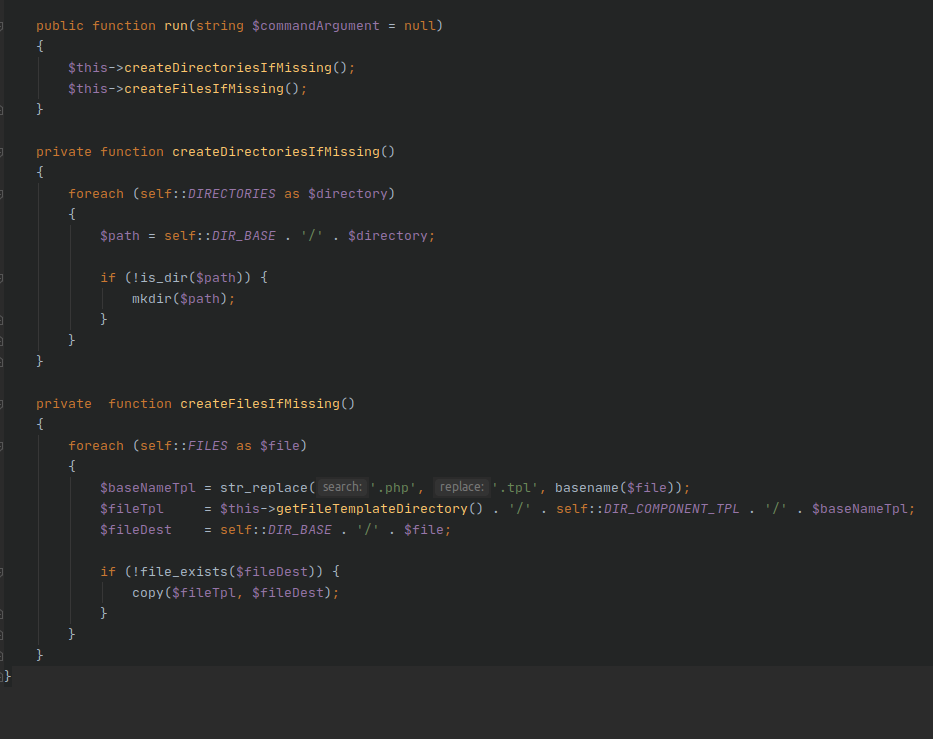 public function run(string $commandArgument = null)
{
$this->createDirectoriesIfMissing();
$this->createFilesIfMissing();
}
private function createDirectoriesIfMissing()
{
foreach (self::DIRECTORIES as $directory)
{
$path = self::DIR_BASE . '/' . $directory;
if (!is_dir($path)) {
mkdir($path);
}
}
}
private  function createFilesIfMissing()
{
foreach (self::FILES as $file)
{
$baseNameTpl = str_replace( search: '.php', replace: '.tpl', basename($file));
$fileTpl     = $this->getFileTemplateDirectory() . '/' . self::DIR_COMPONENT_TPL . '/' . $baseNameTpl;
$fileDest    = self::DIR_BASE . '/' . $file;
if (!file_exists($fileDest)) {
copy($fileTpl, $fileDest);
}
}
}
}